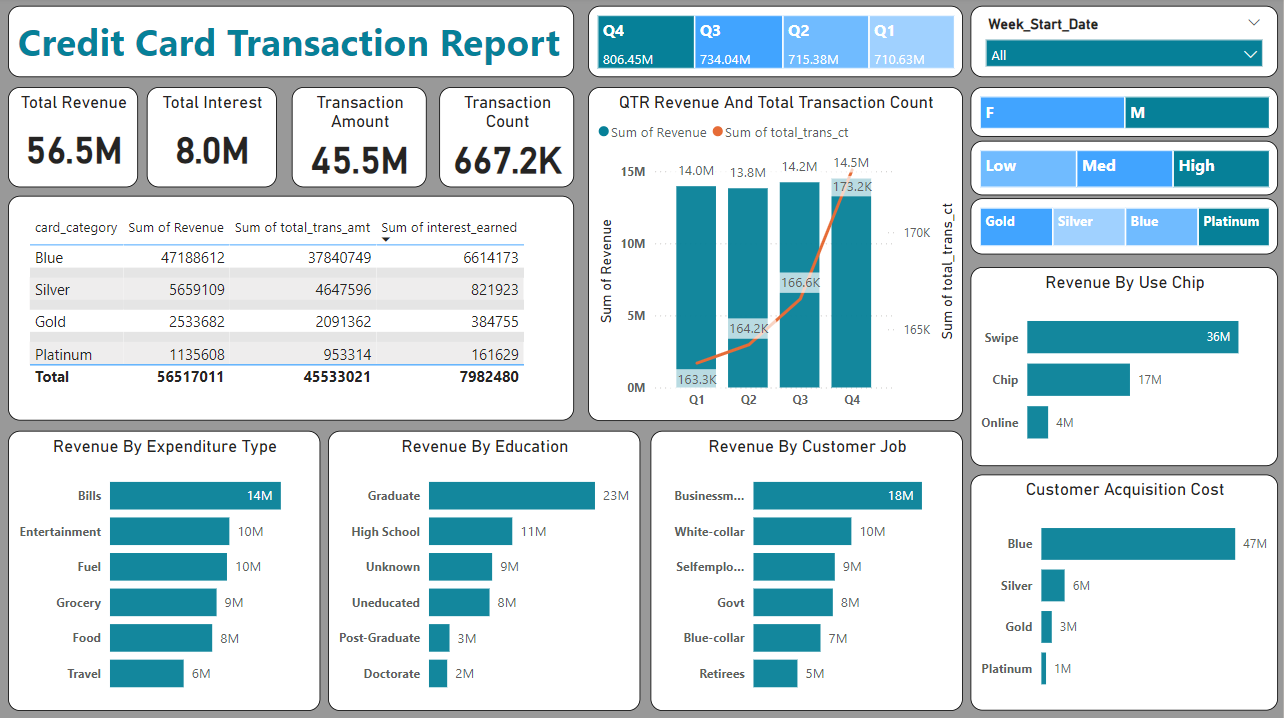 Credit Card Transaction Report
Q4
806.45M
Q3
734.04M
Q2
715.38M
Q1
710.63M
Week_Start_Date
All
Total Revenue
56.5M
Total Interest
8.0M
Transaction
Amount
45.5M
Transaction
Count
667.2K
QTR Revenue And Total Transaction Count
Sum of Revenue Sum of total_trans_ct
15M
10M
5M
0M
Sum of Revenue
14.0M
13.8M
14.2M
14.5M
163.3K
164.2K
166.6K
173.2K
170K
165K
Sum of total_trans_ct
Q1 Q2 Q3 Q4
F M
Low Med High
Gold Silver Blue Platinum
card_category Sum of Revenue Sum of total_trans_amt Sum of interest_earned
Blue 47188612 37840749 6614173
Silver 5659109 4647596 821923
Gold 2533682 2091362 384755
Platinum 1135608 953314 161629
Total 56517011 45533021 7982480
Revenue By Use Chip
Swipe 36M
Chip 17M
Online 4M
Revenue By Expenditure Type
Bills 14M
Entertainment 10M
Fuel 10M
Grocery 9M
Food 8M
Travel 6M
Revenue By Education
Graduate 23M
High School 11M
Unknown 9M
Uneducated 8M
Post-Graduate 3M
Doctorate 2M
Revenue By Customer Job
Businessm... 18M
White-collar 10M
Selfemplo... 9M
Govt 8M
Blue-collar 7M
Retirees 5M
Customer Acquisition Cost
Blue 47M
Silver 6M
Gold 3M
Platinum 1M